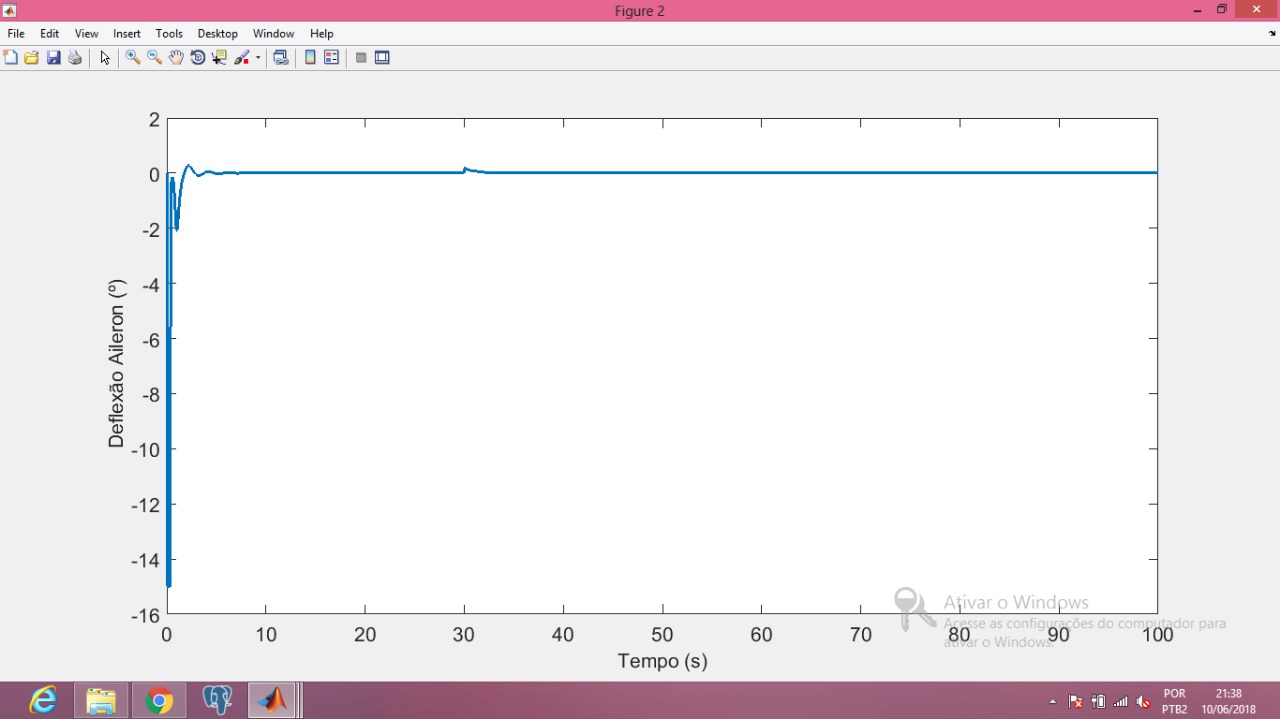 Figure 2
File Edit View Insert Tools Desktop Window Help
2
0
-2
-4
-6
-8
-10
-12
-14
-16
Deflexão Aileron (º)
0 10 20 30 40 50 60 70 80 90 100
Tempo (s)
Ativar o Windows
Acesse as configurações do computador para
ativar o Windows.
POR 21:38
PTB2 10/06/2018